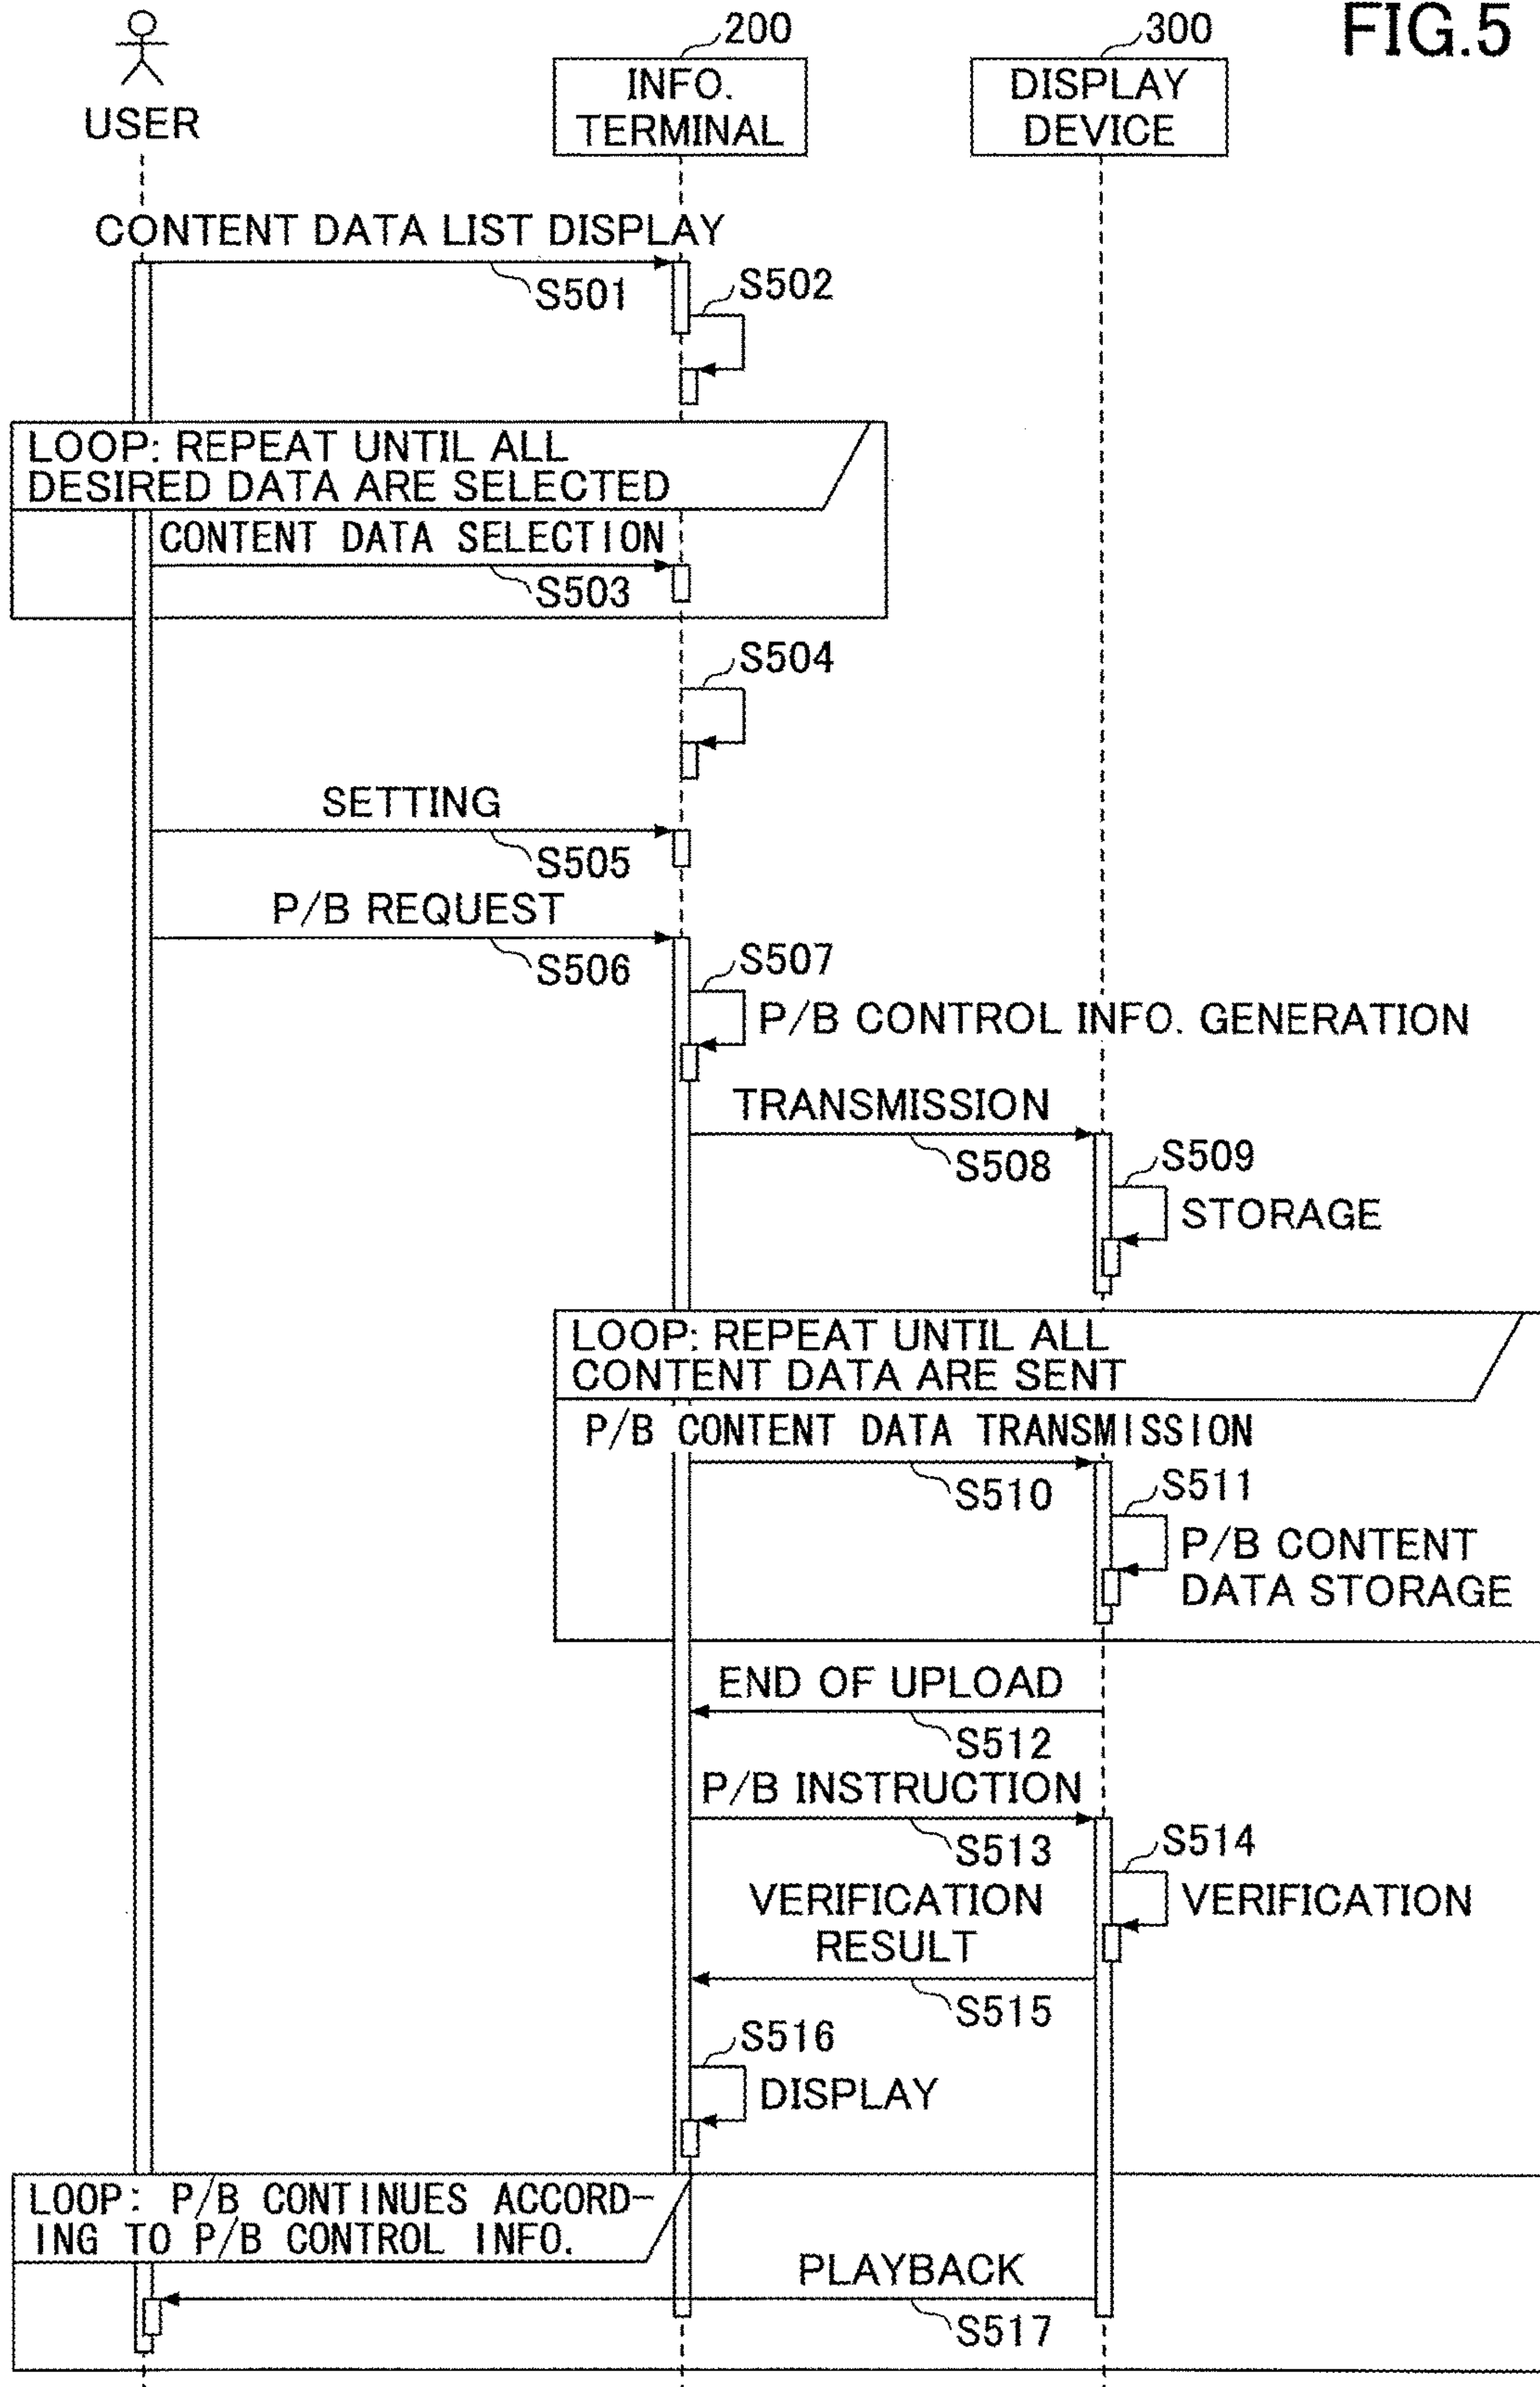 FIG.5
200
300
USER
INFO.
TERMINAL
DISPLAY
DEVICE
CONTENT DATA LIST DISPLAY
S501
S502
LOOP: REPEAT UNTIL ALL
DESIRED DATA ARE SELECTED
CONTENT DATA SELECTION
S503
S504
SETTING
S505
P/B REQUEST
S506
S507
P/B CONTROL INFO. GENERATION
TRANSMISSION
S508
S509
STORAGE
LOOP: REPEAT UNTIL ALL
CONTENT DATA ARE SENT
P/B CONTENT DATA TRANSMISSION
S510
S511
P/B CONTENT
DATA STORAGE
END OF UPLOAD
S512
P/B INSTRUCTION
S513
S514
VERIFICATION
VERIFICATION
RESULT
S515
S516
DISPLAY
LOOP: P/B CONTINUES ACCORD-
ING TO P/B CONTROL INFO.
PLAYBACK
S517